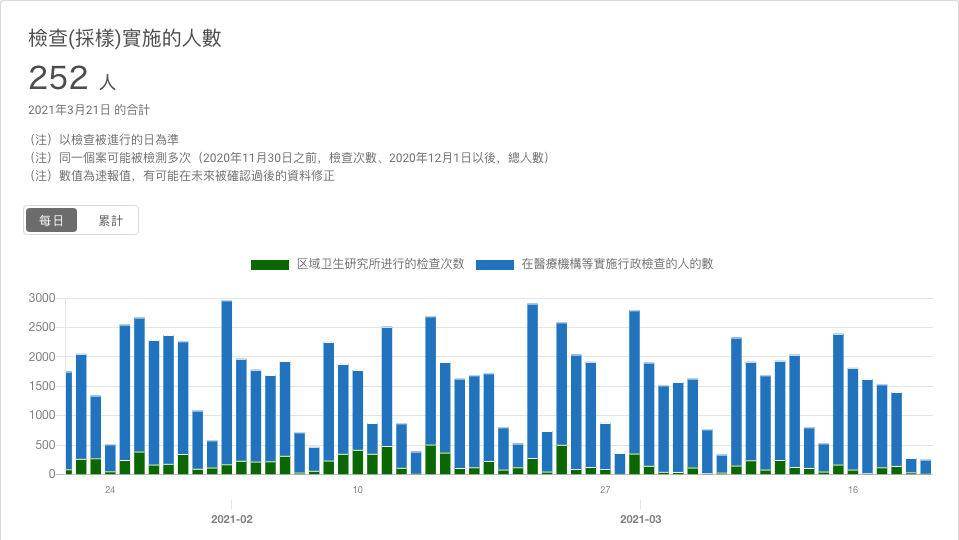 檢查(採樣)實施的人數
252 人
2021年3月21日 的合計
（注）以檢查被進行的日為準
（注）同一個案可能被檢測多次（2020年11月30日之前，檢查次數、2020年12月1日以後，總人數）
（注）數值為速報值，有可能在未來被確認過後的資料修正
每日 累計
区域卫生研究所进行的检查次数 在醫療機構等實施行政檢查的人的數
3000
2500
2000
1500
1000
500
0
24 10 27 16
2021-02 2021-03